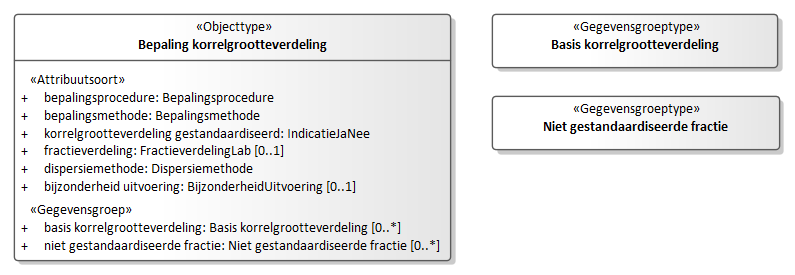 «Objecttype»
Bepaling korrelgrootteverdeling
«Attribuutsoort»
+ bepalingsprocedure: Bepalingsprocedure
+ bepalingsmethode: Bepalingsmethode
+ korrelgrootteverdeling gestandaardiseerd: IndicatieJaNee
+ fractieverdeling: FractieverdelingLab [0..1]
+ dispersiemethode: Dispersiemethode
+ bijzonderheid uitvoering: BijzonderheidUitvoering [0..1]
«Gegevensgroep»
+ basis korrelgrootteverdeling: Basis korrelgrootteverdeling [0..*]
+ niet gestandaardiseerde fractie: Niet gestandaardiseerde fractie [0..*]
«Gegevensgroeptype»
Basis korrelgrootteverdeling
«Gegevensgroeptype»
Niet gestandaardiseerde fractie